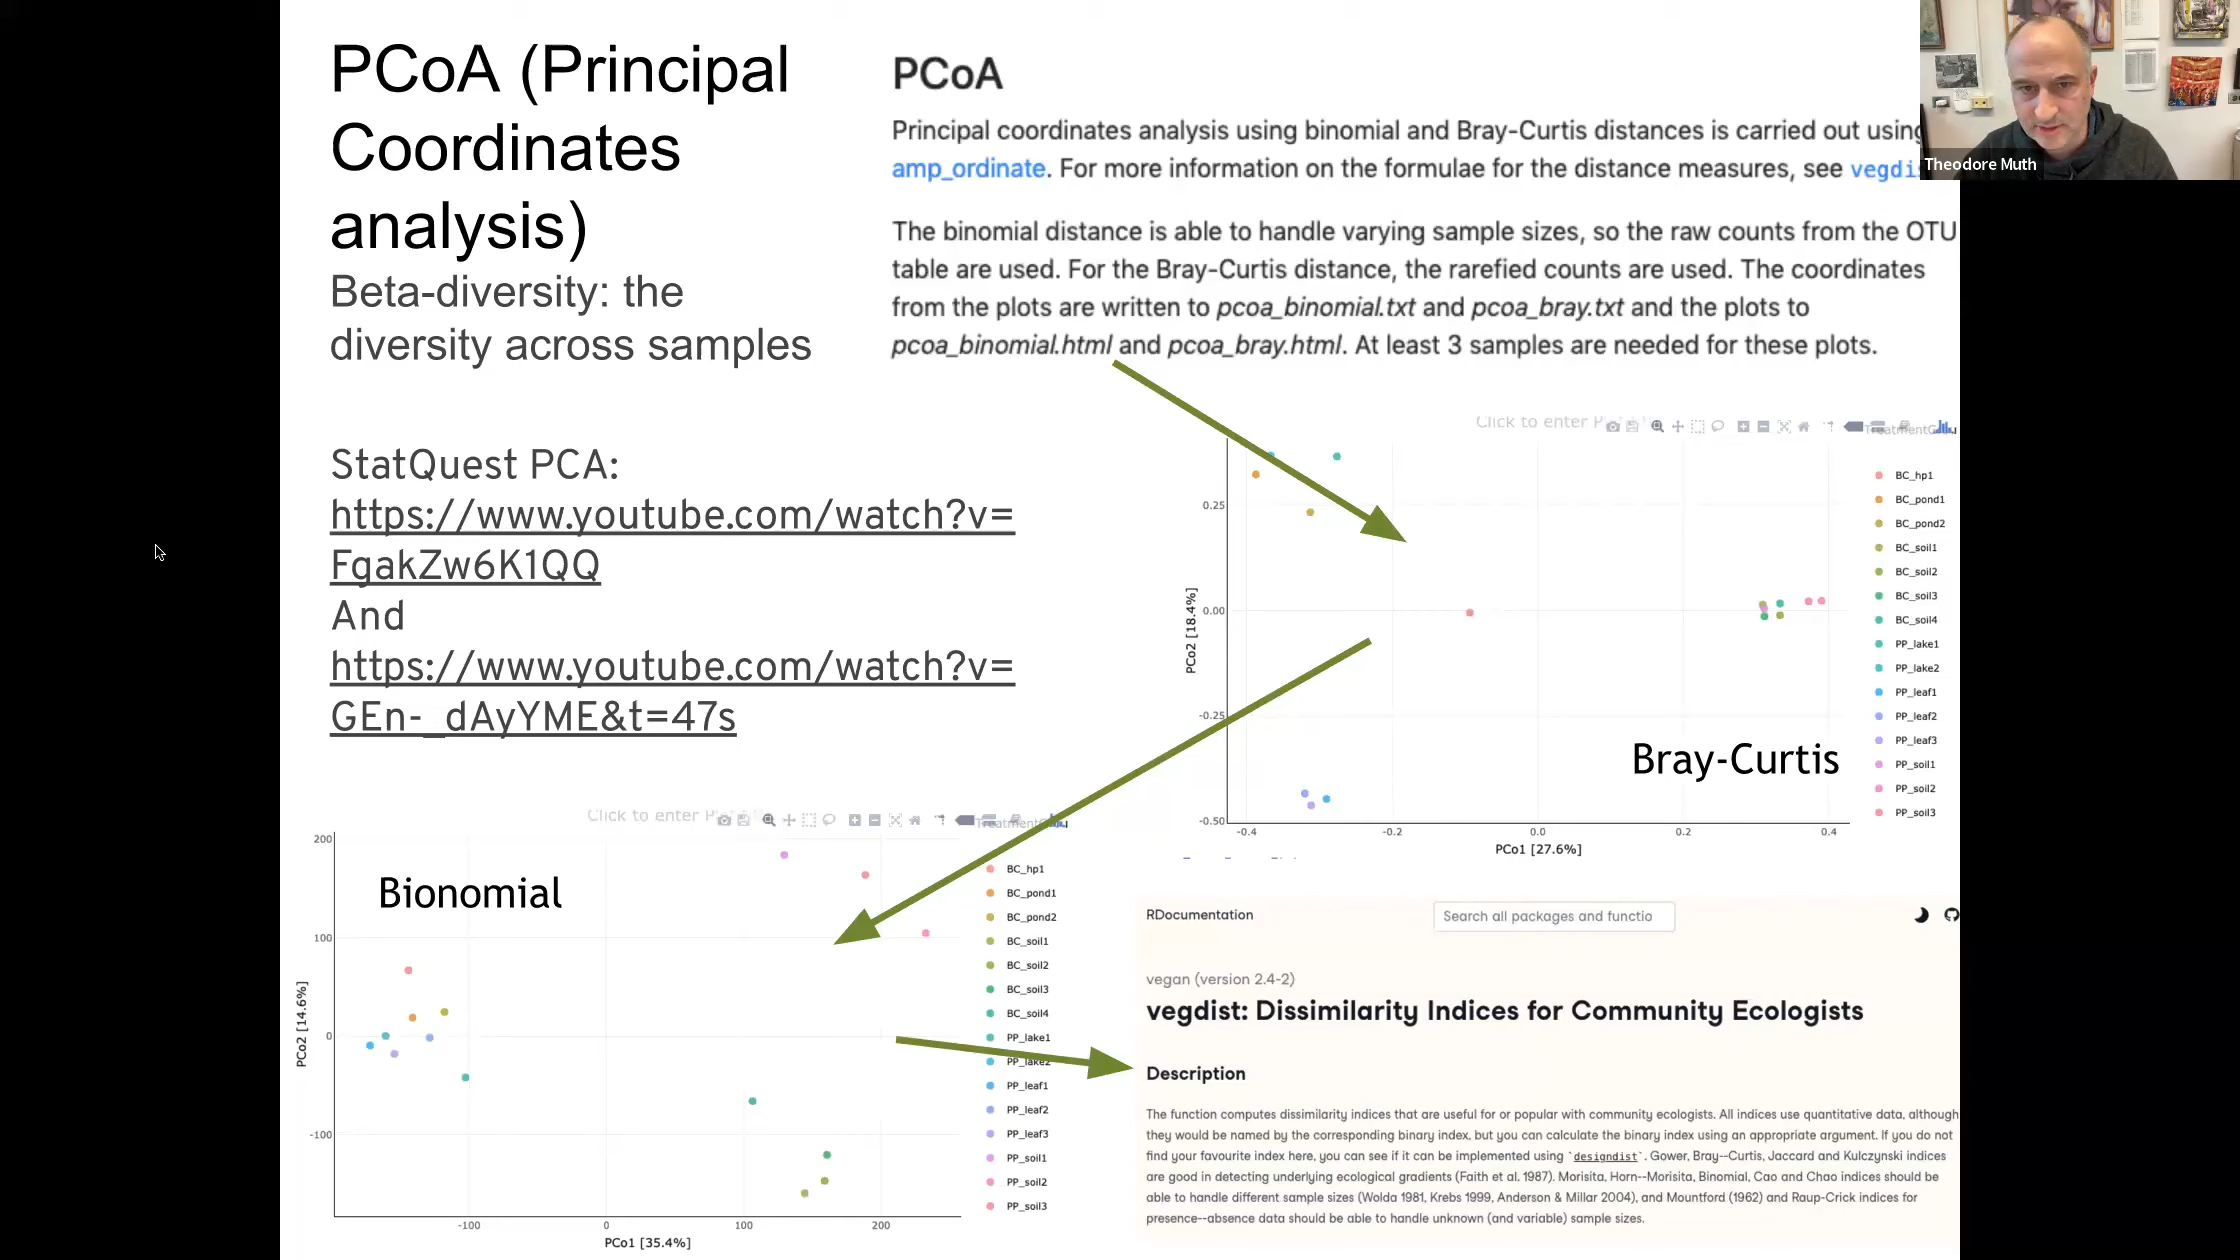 PCoA (Principal
Coordinates
analysis)
Beta-diversity: the
diversity across samples
StatQuest PCA:
https://www.youtube.com/watch?v=
FgakZw6K1QQ
And
https://www.youtube.com/watch?v=
GEn-_dAyYME&t=47s
PCoA
Principal coordinates analysis using binomial and Bray-Curtis distances is carried out using
amp_ordinate. For more information on the formulae for the distance measures, see
The binomial distance is able to handle varying sample sizes, so the raw counts from the OTU
table are used. For the Bray-Curtis distance, the rarefied counts are used. The coordinates
from the plots are written to pcoa_binomial.txt and pcoa_bray.txt and the plots to
pcoa_binomial.html and pcoa_bray.html. At least 3 samples are needed for these plots.
Theodore Muth
Click to enter
0.25
0.00
-0.25
-0.50
-0.4
-0.2
0.0
0.2
0.4
PCo2 [18.4%]
PCo1 [27.6%]
Bray-Curtis
BC_hp1
BC_pond1
BC_pond2
BC_soil1
BC_soil2
BC_soil3
BC_soil4
PP_lake1
PP_lake2
PP_leaf1
PP_leaf2
PP_leaf3
PP_soil1
PP_soil2
PP_soil3
Click to enter
Bionomial
200
100
0
-100
-100
0
100
200
PCo2 [14.6%]
PCo1 [35.4%]
BC_hp1
BC_pond1
BC_pond2
BC_soil1
BC_soil2
BC_soil3
BC_soil4
PP_lake1
PP_lake2
PP_leaf1
PP_leaf2
PP_leaf3
PP_soil1
PP_soil2
PP_soil3
RDocumentation
Search all packages and functio
vegan (version 2.4-2)
vegdist: Dissimilarity Indices for Community Ecologists
Description
The function computes dissimilarity indices that are useful for or popular with community ecologists. All indices use quantitative data, although
they would be named by the corresponding binary index, but you can calculate the binary index using an appropriate argument. If you do not
find your favourite index here, you can see if it can be implemented using `designdist`. Gower, Bray--Curtis, Jaccard and Kulczynski indices
are good in detecting underlying ecological gradients (Faith et al. 1987). Morisita, Horn--Morisita, Binomial, Cao and Chao indices should be
able to handle different sample sizes (Wolda 1981, Krebs 1999, Anderson & Millar 2004), and Mountford (1962) and Raup-Crick indices for
presence--absence data should be able to handle unknown (and variable) sample sizes.